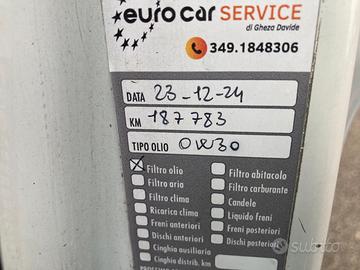 euro car SERVICE
di Gheza Davide
349.1848306
DATA 23-12-24
KM 187783
TIPO OLIO 0W30
Filtro olio
Filtro abitacolo
Filtro aria
Filtro carburante
Filtro clima
Candele
Ricarica clima
Liquido freni
Freni anteriori
Freni posteriori
Dischi anteriori
Dischi posteriori
Cinghia ausiliaria
Cinghia distrib. km
subito